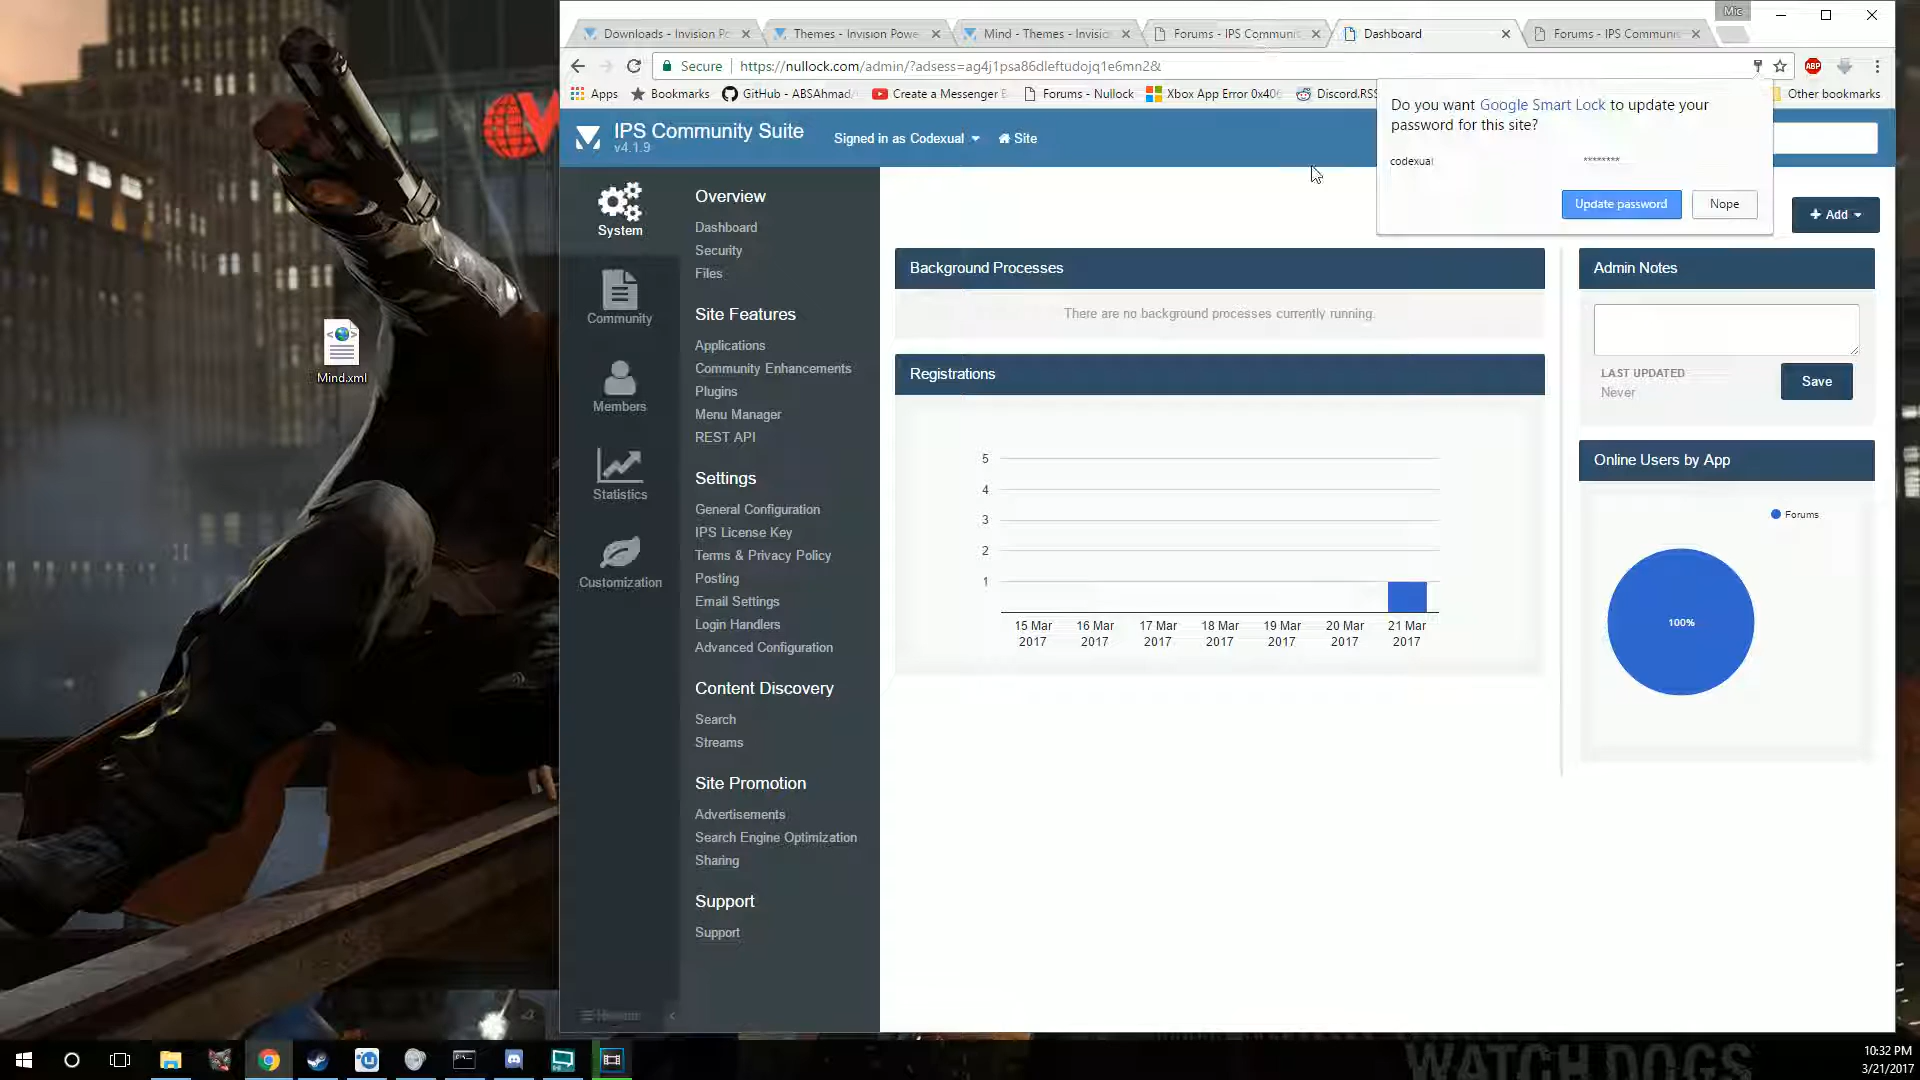 Mic
Downloads - Invision Po
Themes - Invision Powe
Mind - Themes - Invisio
Forums - IPS Communi
Dashboard
Forums - IPS Communi
Secure
https://nullock.com/admin/?adsess=ag4j1psa86dleftudojq1e6mn2&
ABP
Apps
Bookmarks
GitHub - ABSAhmad/
Create a Messenger B
Forums - Nullock
Xbox App Error 0x406
Discord.RSS
Other bookmarks
Do you want Google Smart Lock to update your
password for this site?
codexual
********
Update password
Nope
IPS Community Suite
v4.1.9
Signed in as Codexual
Site
System
Community
Members
Statistics
Customization
Overview
Dashboard
Security
Files
Site Features
Applications
Community Enhancements
Plugins
Menu Manager
REST API
Settings
General Configuration
IPS License Key
Terms & Privacy Policy
Posting
Email Settings
Login Handlers
Advanced Configuration
Content Discovery
Search
Streams
Site Promotion
Advertisements
Search Engine Optimization
Sharing
Support
Support
+ Add
Background Processes
There are no background processes currently running.
Registrations
5
4
3
2
1
15 Mar 2017
16 Mar 2017
17 Mar 2017
18 Mar 2017
19 Mar 2017
20 Mar 2017
21 Mar 2017
Admin Notes
LAST UPDATED
Never
Save
Online Users by App
Forums
100%
Mind.xml
WATCH DOGS
10:32 PM
3/21/2017